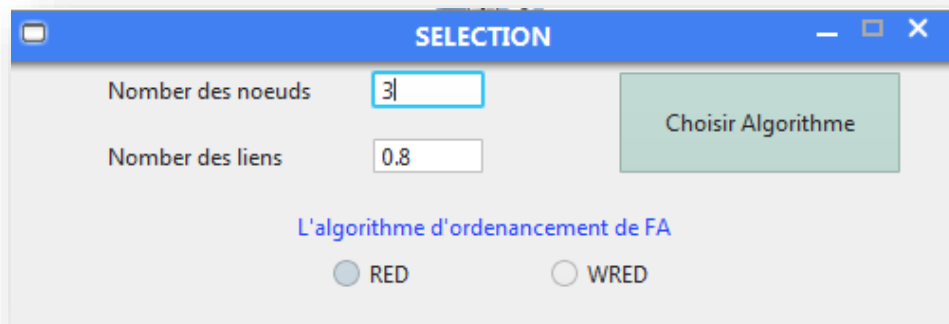 SELECTION
Nomber des noeuds 3
Choisir Algorithme
Nomber des liens 0.8
L'algorithme d'ordenancement de FA
RED WRED